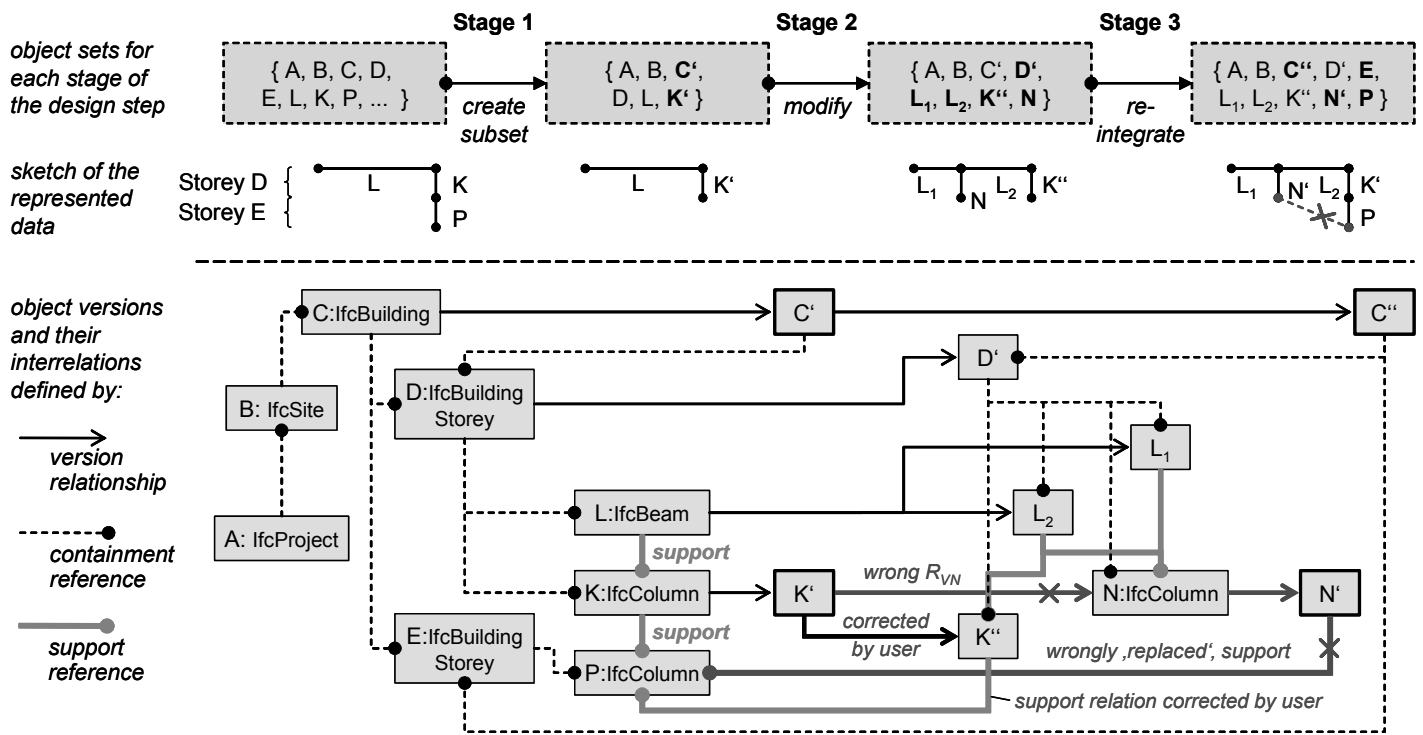 Stage 1
Stage 2
Stage 3
object sets for
each stage of
the design step
{ A, B, C, D,
E, L, K, P, ... }
create
subset
{ A, B, C‘,
D, L, K‘ }
modify
{ A, B, C‘, D‘,
L1, L2, K‘‘, N }
re-
integrate
{ A, B, C‘‘, D‘, E,
L1, L2, K‘‘, N‘, P }
sketch of the
represented
data
Storey D
Storey E
L
K
P
L
K‘
L1
N
L2
K‘‘
L1
N‘
L2
K‘
P
object versions
and their
interrelations
defined by:
version
relationship
containment
reference
support
reference
C:IfcBuilding
C‘
C‘‘
B: IfcSite
D:IfcBuilding
Storey
D‘
A: IfcProject
L:IfcBeam
L1
L2
support
K:IfcColumn
K‘
wrong RVN
N:IfcColumn
N‘
support
corrected
by user
K‘‘
E:IfcBuilding
Storey
P:IfcColumn
wrongly ‚replaced‘, support
support relation corrected by user